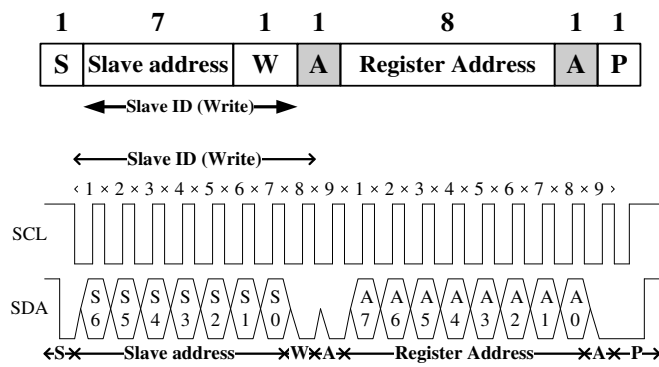 1 7 1 1 8 1 1
S Slave address W A Register Address A P
Slave ID (Write)
Slave ID (Write)
1 × 2 × 3 × 4 × 5 × 6 × 7 × 8 × 9 × 1 × 2 × 3 × 4 × 5 × 6 × 7 × 8 × 9
SCL
SDA S6 S5 S4 S3 S2 S1 S0 A7 A6 A5 A4 A3 A2 A1 A0
S Slave address W A Register Address A P